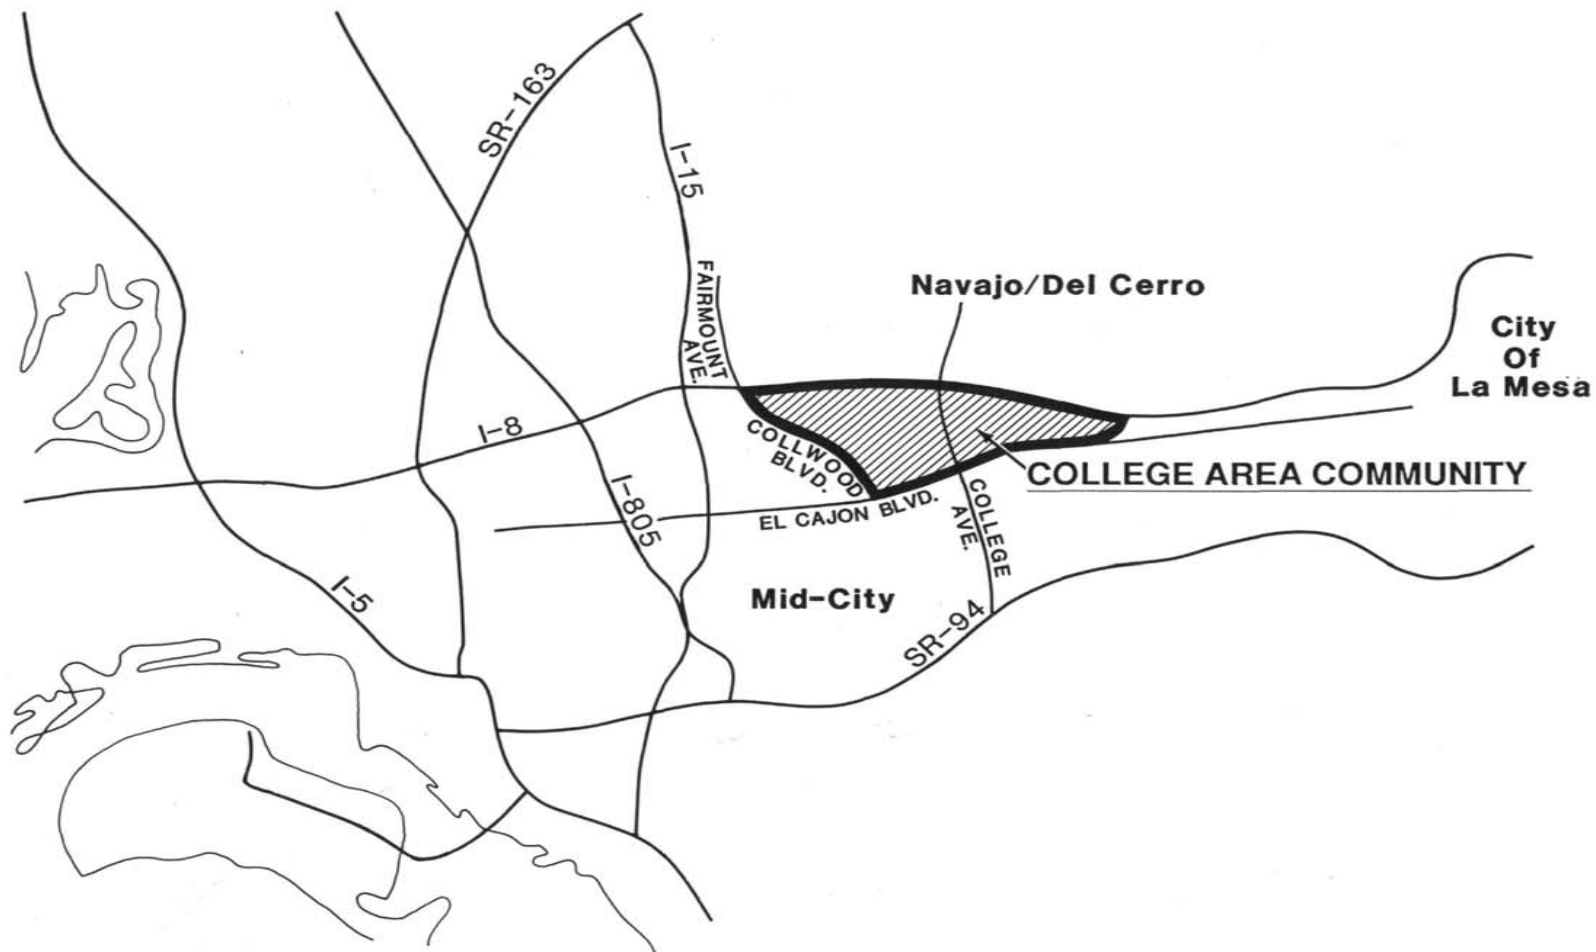 SR-163
I-15
FAIRMOUNT
AVE.
Navajo/Del Cerro
City
Of
La Mesa
I-8
COLLWOOD
BLVD.
COLLEGE AREA COMMUNITY
I-805
EL CAJON BLVD.
COLLEGE
AVE.
I-5
Mid-City
SR-94